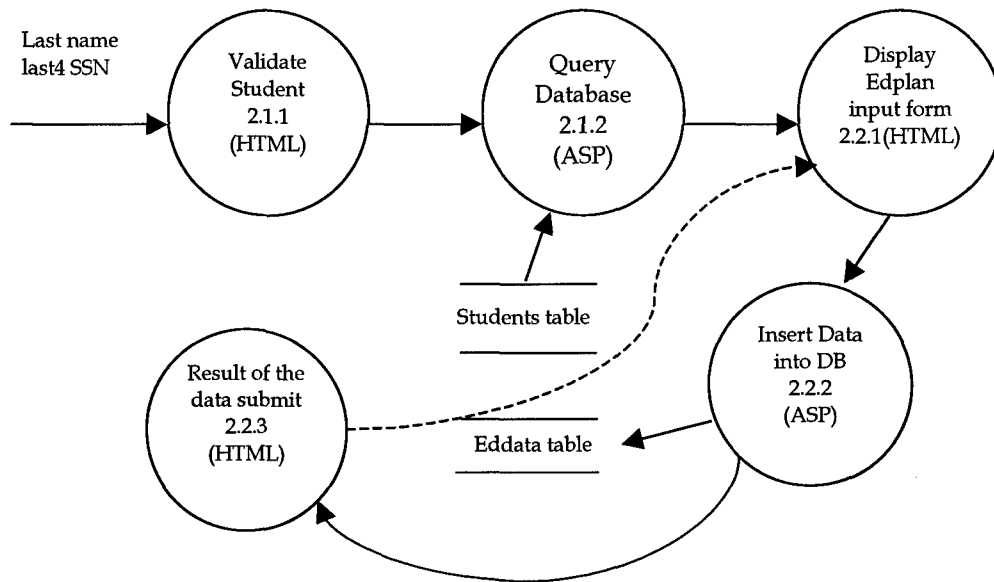 Last name
last4 SSN
Validate
Student
2.1.1
(HTML)
Query
Database
2.1.2
(ASP)
Display
Edplan
input form
2.2.1(HTML)
Students table
Insert Data
into DB
2.2.2
(ASP)
Result of the
data submit
2.2.3
(HTML)
Eddata table